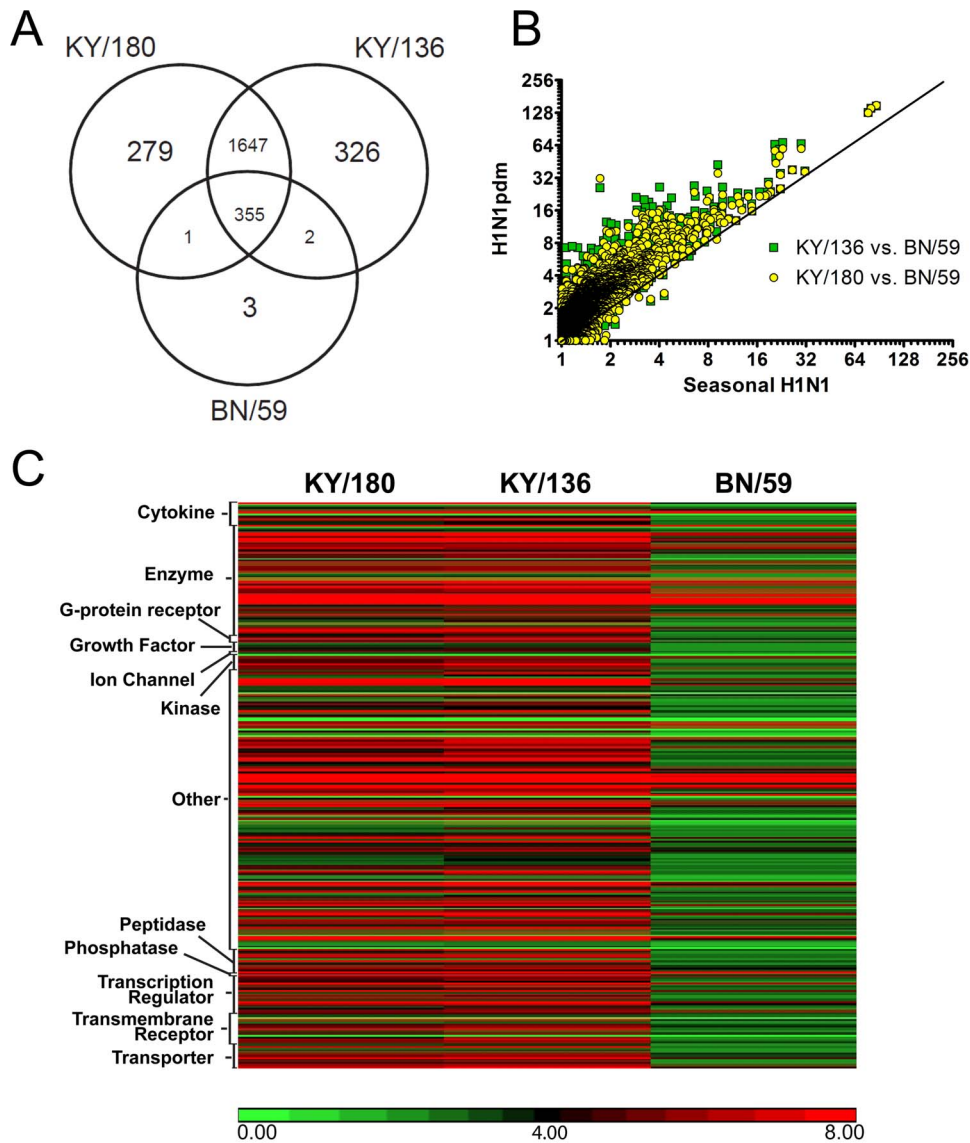 A
KY/180
KY/136
279
1647
326
355
1
2
3
BN/59
B
256
128
64
32
16
8
4
2
1
H1N1pdm
KY/136 vs. BN/59
KY/180 vs. BN/59
1 2 4 8 16 32 64 128 256
Seasonal H1N1
C
KY/180 KY/136 BN/59
Cytokine
Enzyme
G-protein receptor
Growth Factor
Ion Channel
Kinase
Other
Peptidase
Phosphatase
Transcription
Regulator
Transmembrane
Receptor
Transporter
0.00 4.00 8.00